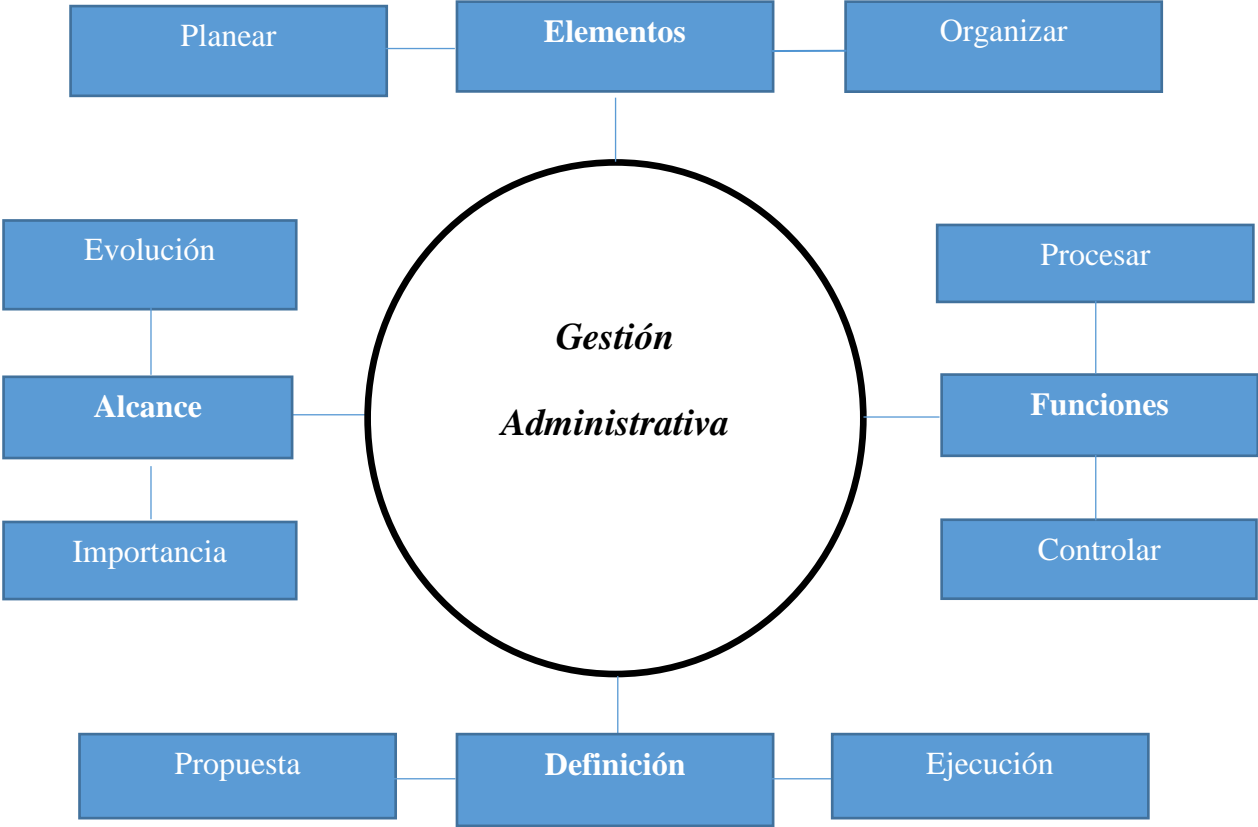 Planear
Elementos
Organizar
Evolución
Procesar
Gestión
Administrativa
Alcance
Funciones
Importancia
Controlar
Propuesta
Definición
Ejecución